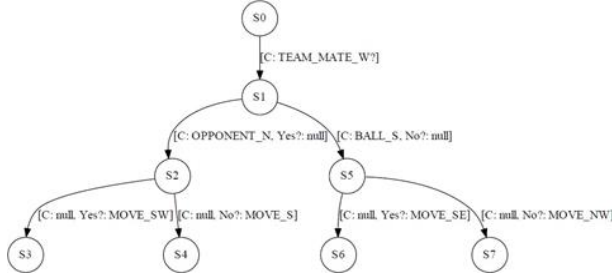 S0
[C: TEAM_MATE_W?]
S1
[C: OPPONENT_N, Yes?: null] [C: BALL_S, No?: null]
S2 S5
[C: null, Yes?: MOVE_SW] [C: null, No?: MOVE_S] [C: null, Yes?: MOVE_SE] [C: null, No?: MOVE_NW]
S3 S4 S6 S7